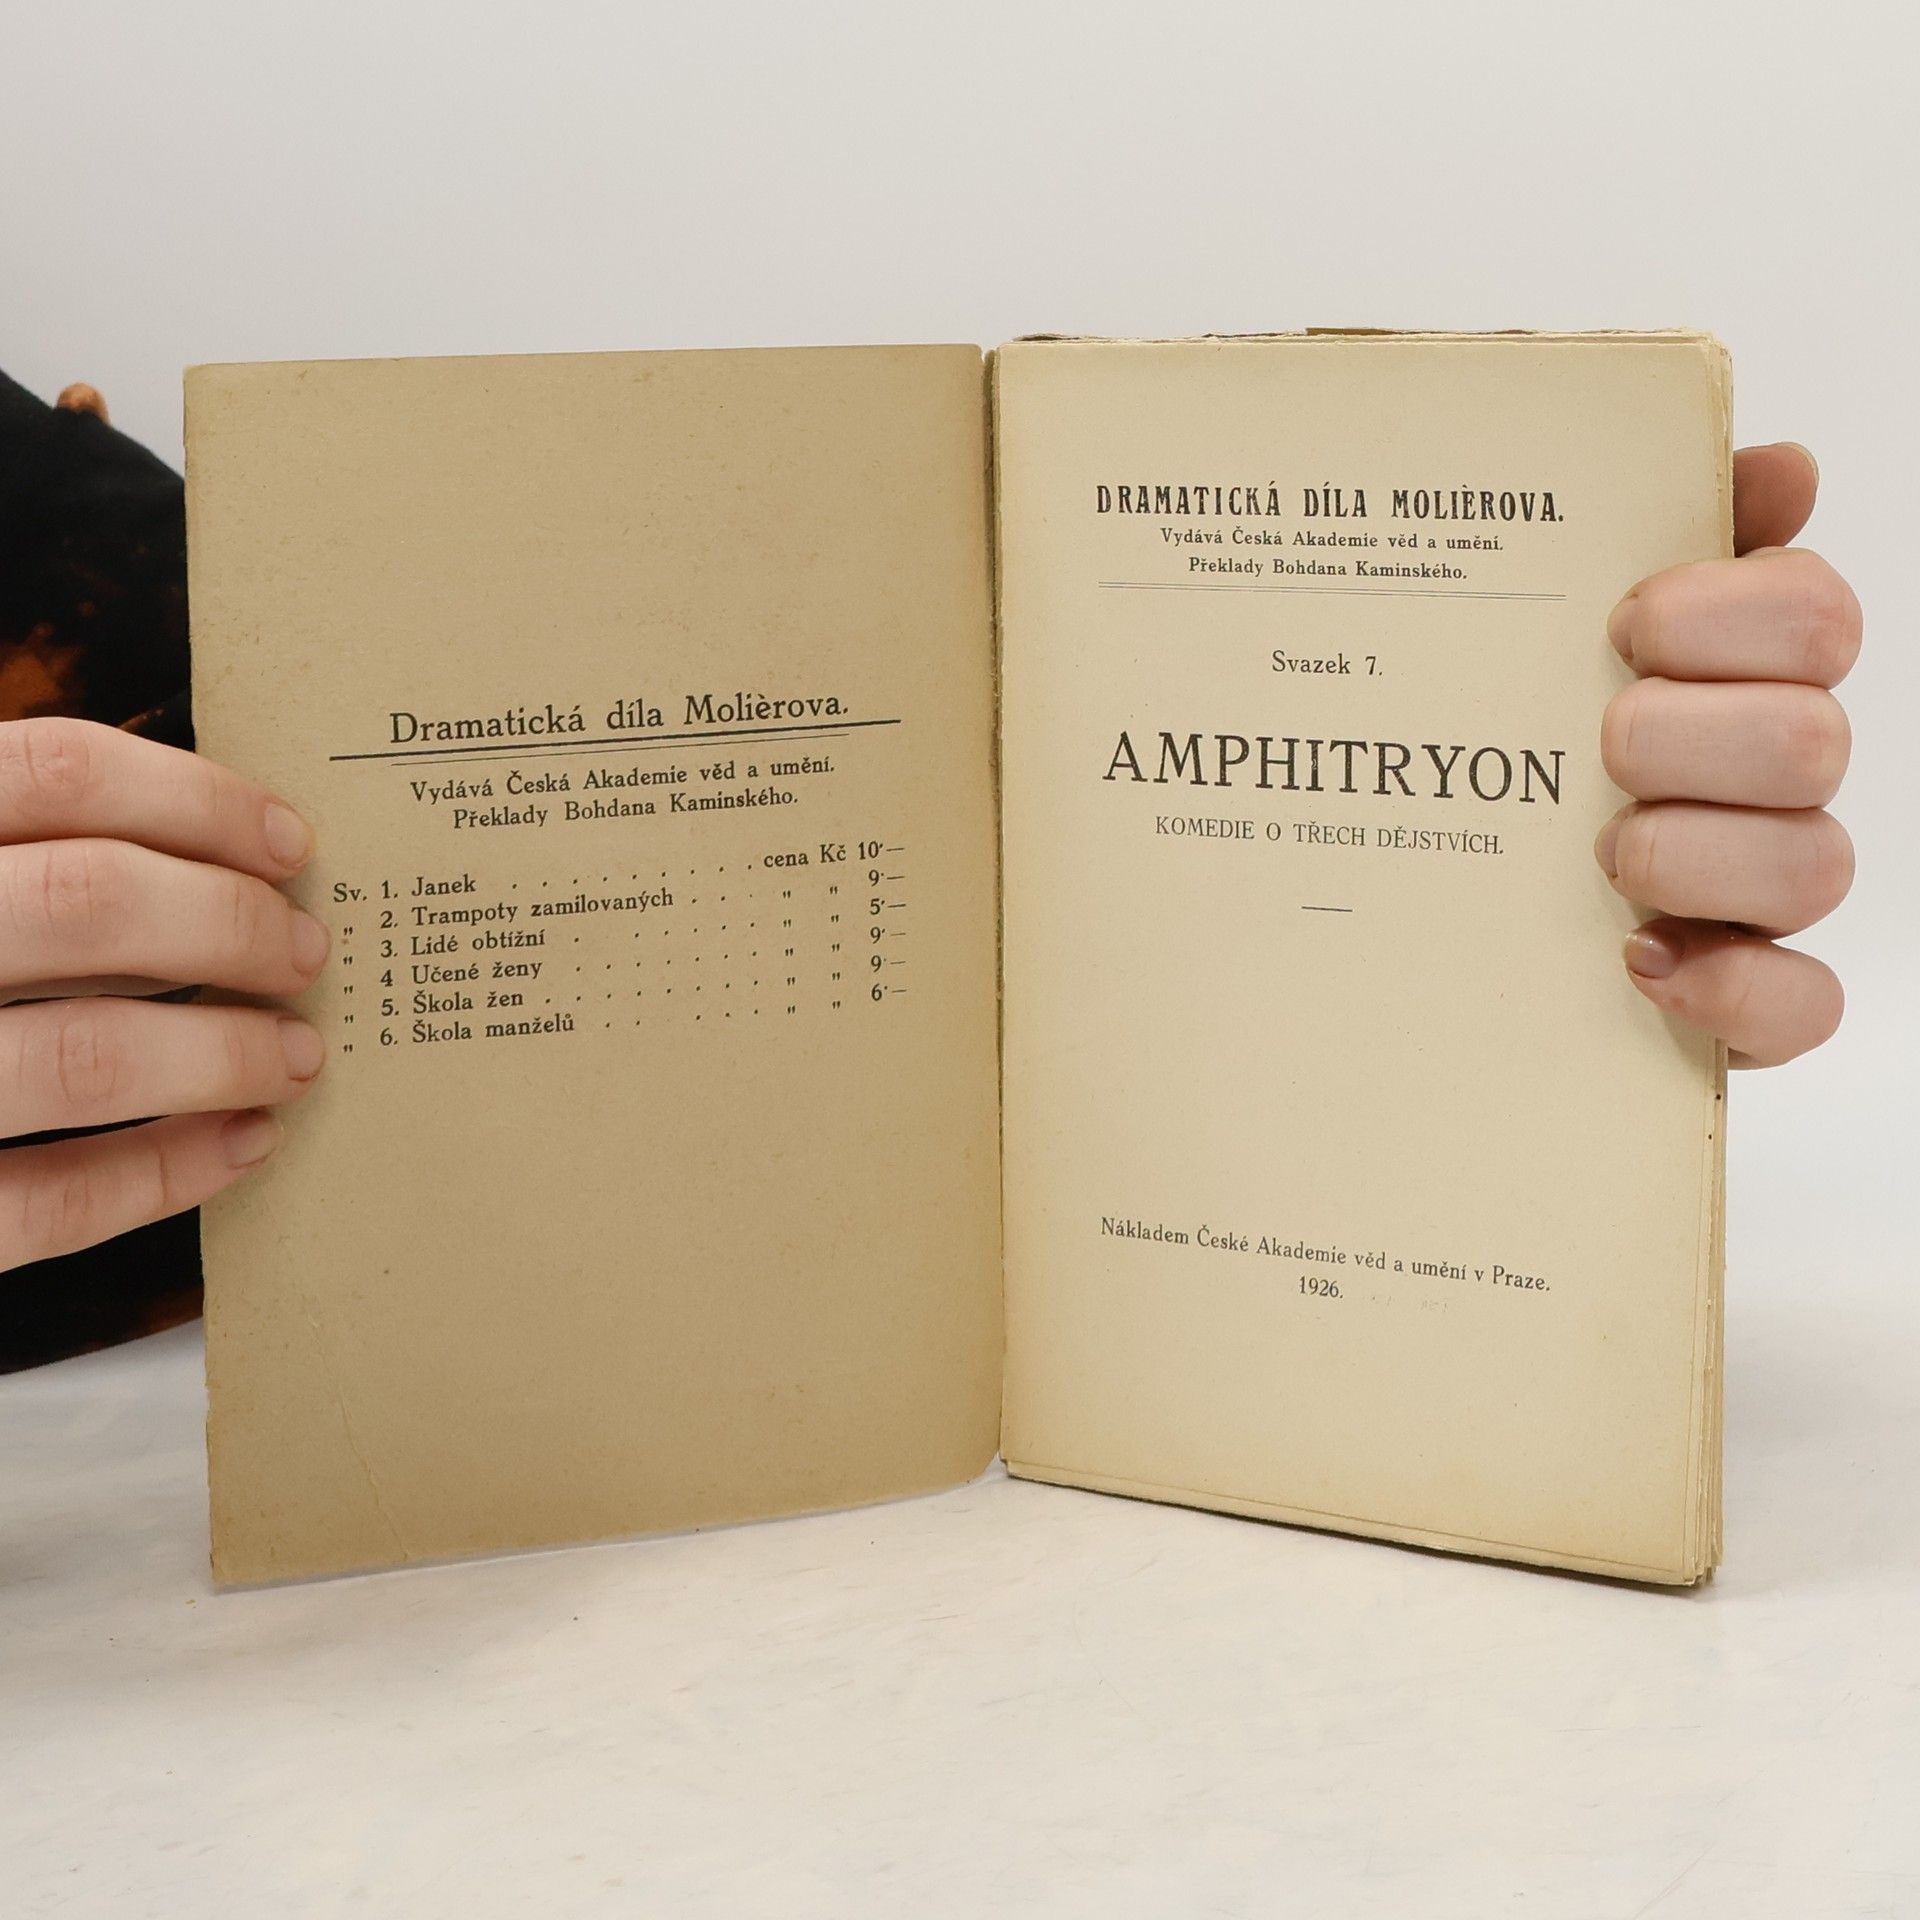 Dramatická díla Molièrova.
Vydává Česká Akademie věd a umění.
Překlady Bohdana Kaminského.
Sv. 1. Janek . . . . . . . . . cena Kč 10·—
„ 2. Trampoty zamilovaných . . . „ „ 9·—
„ 3. Lidé obtížní . . . . . . „ „ 5·—
„ 4 Učené ženy . . . . . . . „ „ 9·—
„ 5. Škola žen . . . . . . . . „ „ 9·—
„ 6. Škola manželů . . . . . „ „ 6·—
DRAMATICKÁ DÍLA MOLIÈROVA.
Vydává Česká Akademie věd a umění.
Překlady Bohdana Kaminského.
Svazek 7.
AMPHITRYON
KOMEDIE O TŘECH DĚJSTVÍCH.
Nákladem České Akademie věd a umění v Praze.
1926.